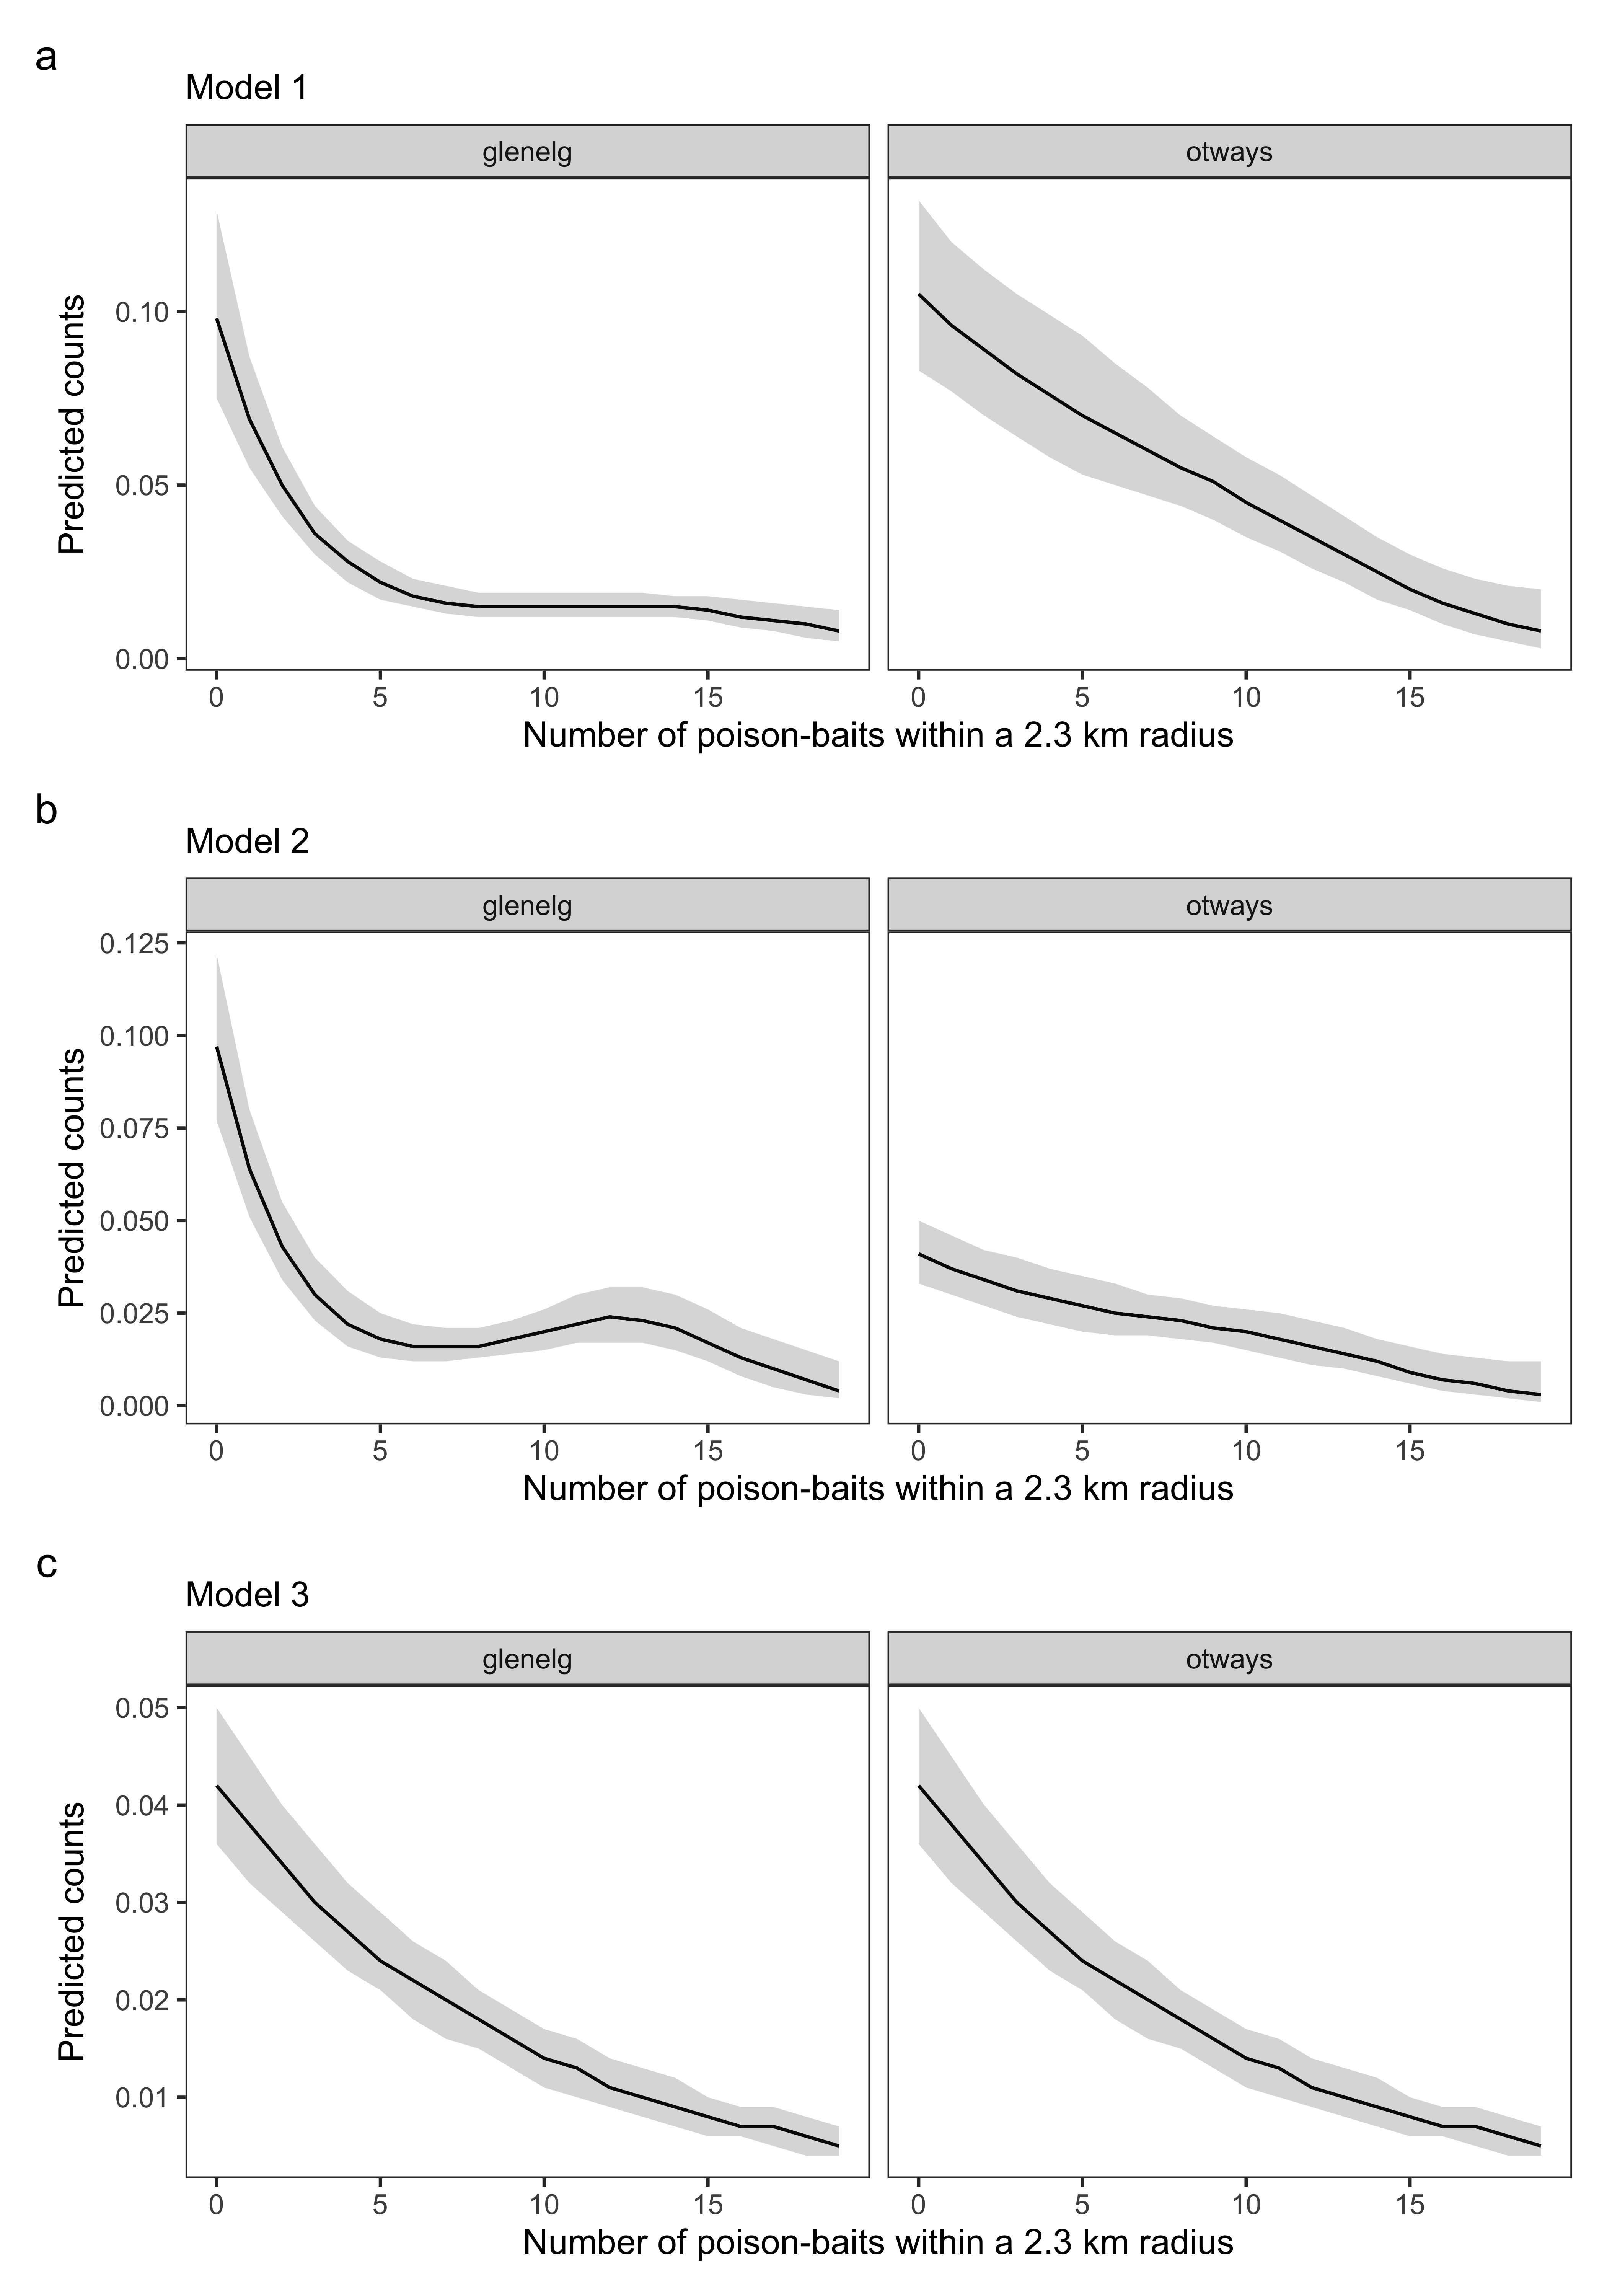 a
Model 1
glenelg
otways
0.10
0.05
0.00
Predicted counts
0 5 10 15
0 5 10 15
Number of poison-baits within a 2.3 km radius
b
Model 2
glenelg
otways
0.125
0.100
0.075
0.050
0.025
0.000
Predicted counts
0 5 10 15
0 5 10 15
Number of poison-baits within a 2.3 km radius
c
Model 3
glenelg
otways
0.05
0.04
0.03
0.02
0.01
Predicted counts
0 5 10 15
0 5 10 15
Number of poison-baits within a 2.3 km radius